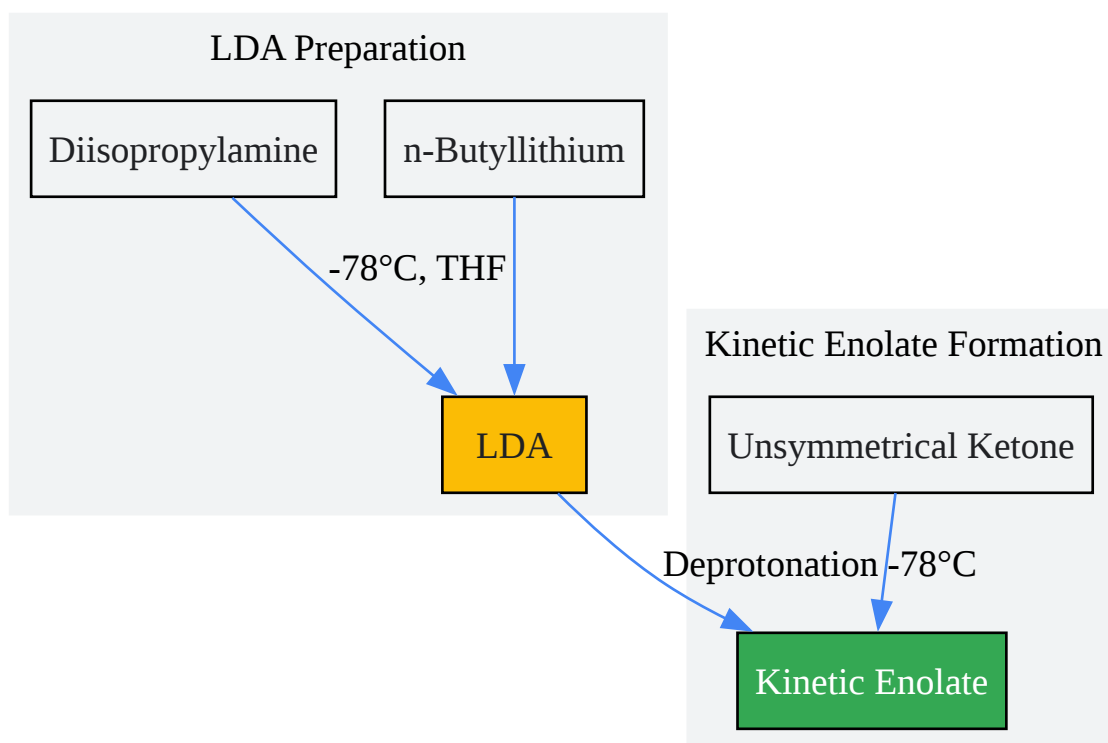 LDA Preparation
Diisopropylamine
n-Butyllithium
-78°C, THF
LDA
Kinetic Enolate Formation
Unsymmetrical Ketone
Deprotonation
-78°C
Kinetic Enolate